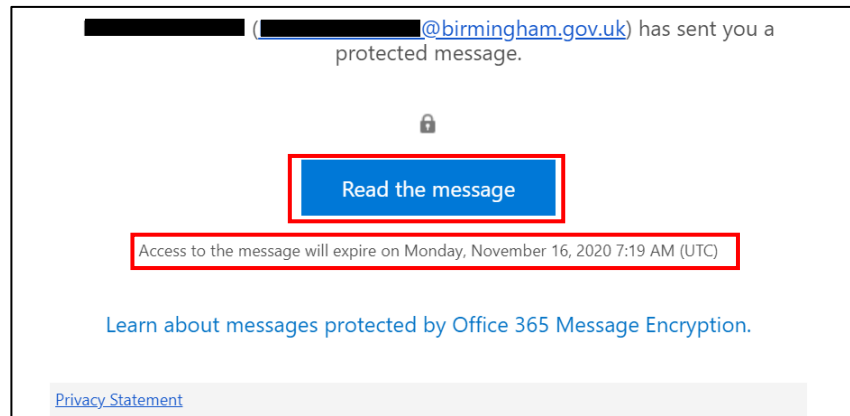 (@birmingham.gov.uk) has sent you a
protected message.
Read the message
Access to the message will expire on Monday, November 16, 2020 7:19 AM (UTC)
Learn about messages protected by Office 365 Message Encryption.
Privacy Statement